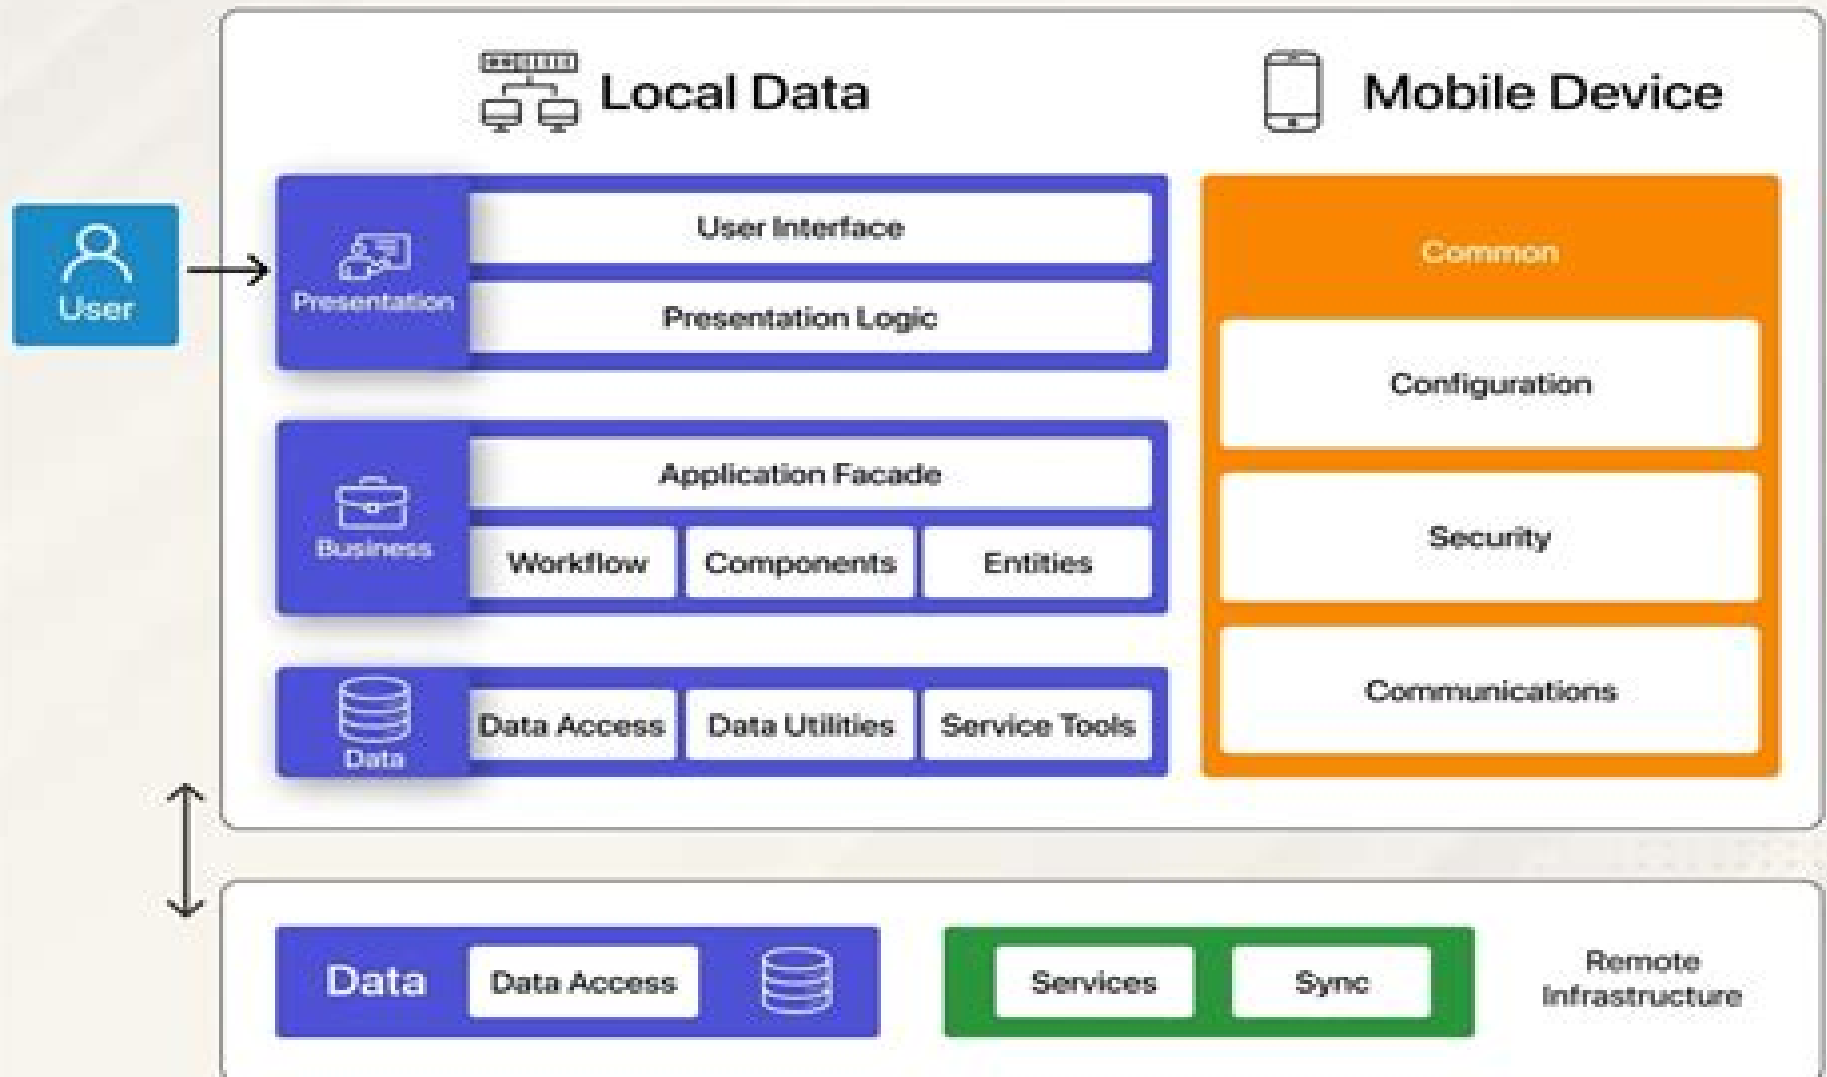 Local Data
Mobile Device
User
Presentation
User Interface
Presentation Logic
Business
Application Facade
Workflow
Components
Entities
Data
Data Access
Data Utilities
Service Tools
Common
Configuration
Security
Communications
Data
Data Access
Services
Sync
Remote
Infrastructure